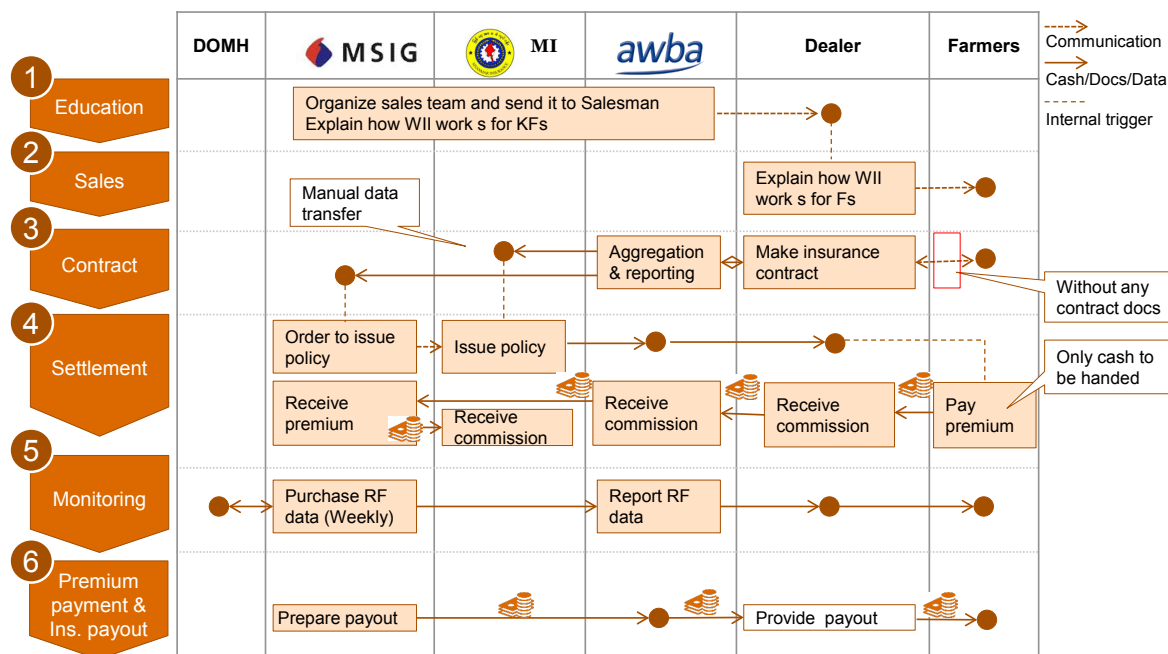 DOMH
MSIG
MI
awba
Dealer
Farmers
Communication
Cash/Docs/Data
Internal trigger
1
Education
Organize sales team and send it to Salesman
Explain how WII work s for KFs
2
Sales
Explain how WII
work s for Fs
Manual data
transfer
3
Contract
Aggregation
& reporting
Make insurance
contract
Without any
contract docs
4
Settlement
Order to issue
policy
Issue policy
Only cash to
be handed
Receive
premium
Receive
commission
Receive
commission
Receive
commission
Pay
premium
5
Monitoring
Purchase RF
data (Weekly)
Report RF
data
6
Premium
payment &
Ins. payout
Prepare payout
Provide payout